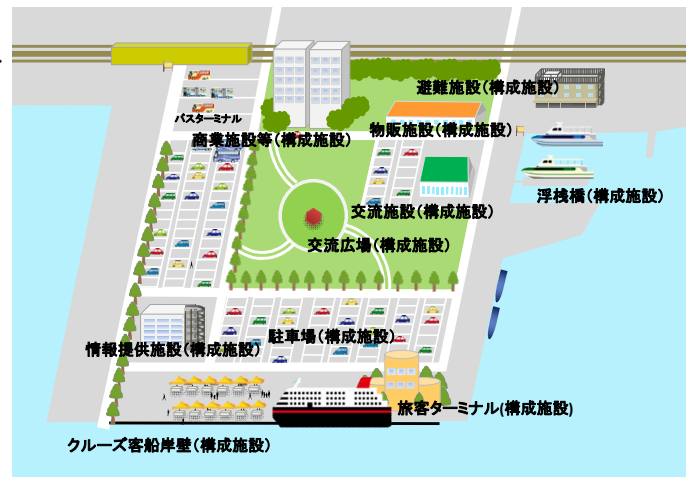 避難施設(構成施設)
バスターミナル
商業施設等(構成施設)
物販施設(構成施設)
浮桟橋(構成施設)
交流施設(構成施設)
交流広場(構成施設)
駐車場(構成施設)
情報提供施設(構成施設)
旅客ターミナル(構成施設)
クルーズ客船岸壁(構成施設)